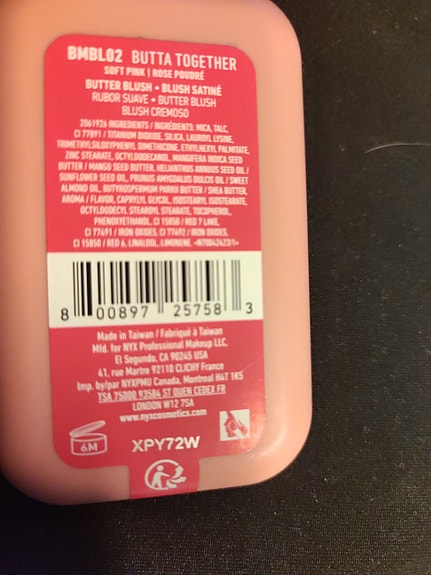 BMBL02 BUTTA TOGETHER
SOFT PINK | ROSE POUDRÉ
BUTTER BLUSH • BLUSH SATINÉ
RUBOR SUAVE • BUTTER BLUSH
BLUSH CREMOSO
2061926 INGREDIENTS / INGRÉDIENTS: MICA, TALC,
CI 77891 / TITANIUM DIOXIDE, SILICA, LAUROYL LYSINE,
TRIMETHYLSILOXYPHENYL DIMETHICONE, ETHYLHEXYL PALMITATE,
ZINC STEARATE, OCTYLDODECANOL, MANGIFERA INDICA SEED
BUTTER / MANGO SEED BUTTER, HELIANTHUS ANNUUS SEED OIL /
SUNFLOWER SEED OIL, PRUNUS AMYGDALUS DULCIS OIL / SWEET
ALMOND OIL, BUTYROSPERMUM PARKII BUTTER / SHEA BUTTER,
AROMA / FLAVOR, CAPRYLYL GLYCOL, ISOSTEARYL ISOSTEARATE,
OCTYLDODECYL STEAROYL STEARATE, TOCOPHEROL,
PHENOXYETHANOL, CI 15850 / RED 7 LAKE,
CI 77491 / IRON OXIDES, CI 77492 / IRON OXIDES,
CI 15850 / RED 6, LINALOOL, LIMONENE.
8 00897 25758 3
Made in Taiwan / Fabriqué à Taiwan
Mfd. for NYX Professional Makeup LLC,
El Segundo, CA 90245 USA
41, rue Martre 92110 CLICHY France
Imp. by/par NYXPMU Canada, Montreal H4T 1K5
TSA 75000 93584 ST OUEN CEDEX FR
LONDON W12 7SA
www.nyxcosmetics.com
6M
XPY72W